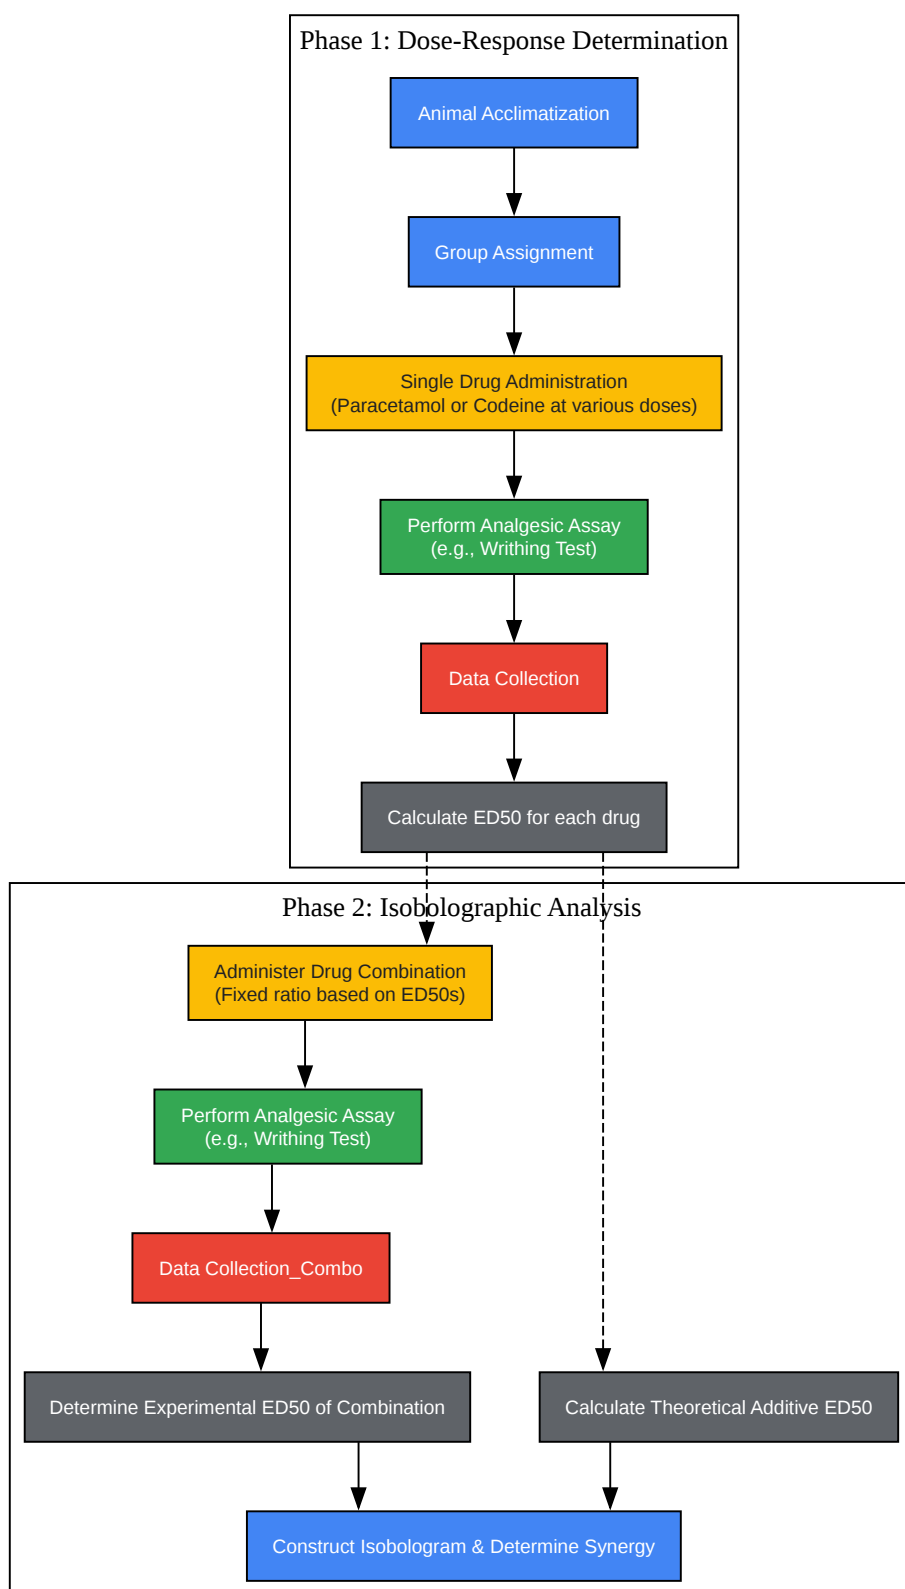 Phase 1: Dose-Response Determination
Animal Acclimatization
Group Assignment
Single Drug Administration
(Paracetamol or Codeine at various doses)
Perform Analgesic Assay
(e.g., Writhing Test)
Data Collection
Calculate ED50 for each drug
Phase 2: Isobolographic Analysis
Administer Drug Combination
(Fixed ratio based on ED50s)
Perform Analgesic Assay
(e.g., Writhing Test)
Data Collection_Combo
Determine Experimental ED50 of Combination
Calculate Theoretical Additive ED50
Construct Isobologram & Determine Synergy